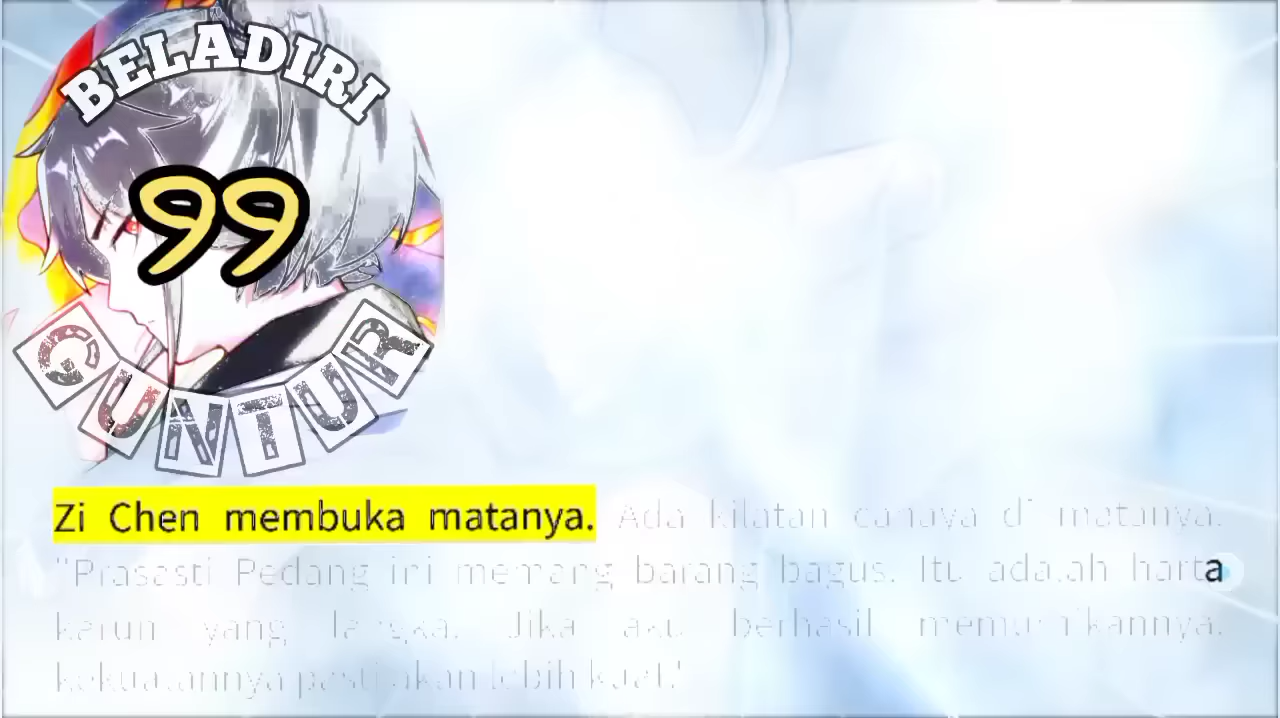 BELADIRI
99
GUNTUR
Zi Chen membuka matanya. Ada kilatan cahaya di matanya.
"Prasasti Pedang ini memang barang bagus. Itu adalah harta
karun yang langka. Jika aku berhasil memurnikannya,
kekuatannya pasti akan lebih kuat."